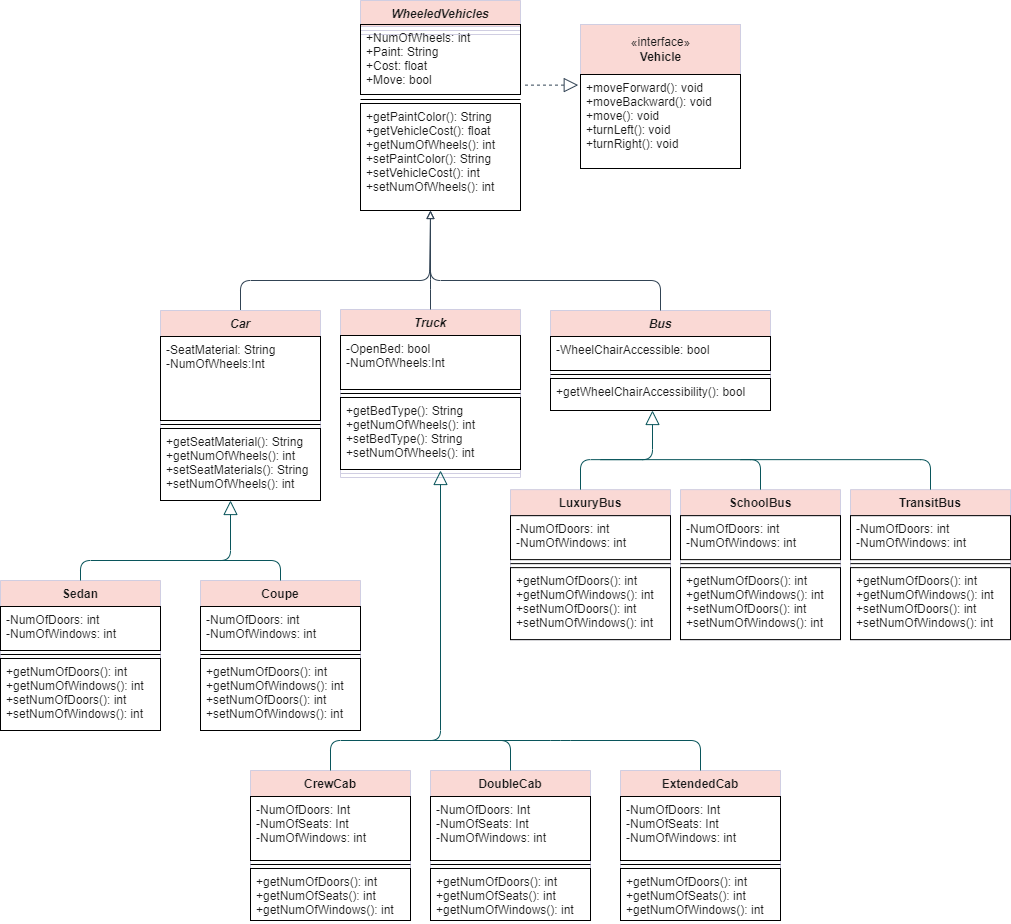 WheeledVehicles
+NumOfWheels: int
+Paint: String
+Cost: float
+Move: bool
+getPaintColor(): String
+getVehicleCost(): float
+getNumOfWheels(): int
+setPaintColor(): String
+setVehicleCost(): int
+setNumOfWheels(): int
«interface»
Vehicle
+moveForward(): void
+moveBackward(): void
+move(): void
+turnLeft(): void
+turnRight(): void
Car
-SeatMaterial: String
-NumOfWheels:Int
+getSeatMaterial(): String
+getNumOfWheels(): int
+setSeatMaterials(): String
+setNumOfWheels(): int
Truck
-OpenBed: bool
-NumOfWheels:Int
+getBedType(): String
+getNumOfWheels(): int
+setBedType(): String
+setNumOfWheels(): int
Bus
-WheelChairAccessible: bool
+getWheelChairAccessibility(): bool
LuxuryBus
-NumOfDoors: int
-NumOfWindows: int
+getNumOfDoors(): int
+getNumOfWindows(): int
+setNumOfDoors(): int
+setNumOfWindows(): int
SchoolBus
-NumOfDoors: int
-NumOfWindows: int
+getNumOfDoors(): int
+getNumOfWindows(): int
+setNumOfDoors(): int
+setNumOfWindows(): int
TransitBus
-NumOfDoors: int
-NumOfWindows: int
+getNumOfDoors(): int
+getNumOfWindows(): int
+setNumOfDoors(): int
+setNumOfWindows(): int
Sedan
-NumOfDoors: int
-NumOfWindows: int
+getNumOfDoors(): int
+getNumOfWindows(): int
+setNumOfDoors(): int
+setNumOfWindows(): int
Coupe
-NumOfDoors: int
-NumOfWindows: int
+getNumOfDoors(): int
+getNumOfWindows(): int
+setNumOfDoors(): int
+setNumOfWindows(): int
CrewCab
-NumOfDoors: Int
-NumOfSeats: Int
-NumOfWindows: int
+getNumOfDoors(): int
+getNumOfSeats(): int
+getNumOfWindows(): int
DoubleCab
-NumOfDoors: Int
-NumOfSeats: Int
-NumOfWindows: int
+getNumOfDoors(): int
+getNumOfSeats(): int
+getNumOfWindows(): int
ExtendedCab
-NumOfDoors: Int
-NumOfSeats: Int
-NumOfWindows: int
+getNumOfDoors(): int
+getNumOfSeats(): int
+getNumOfWindows(): int